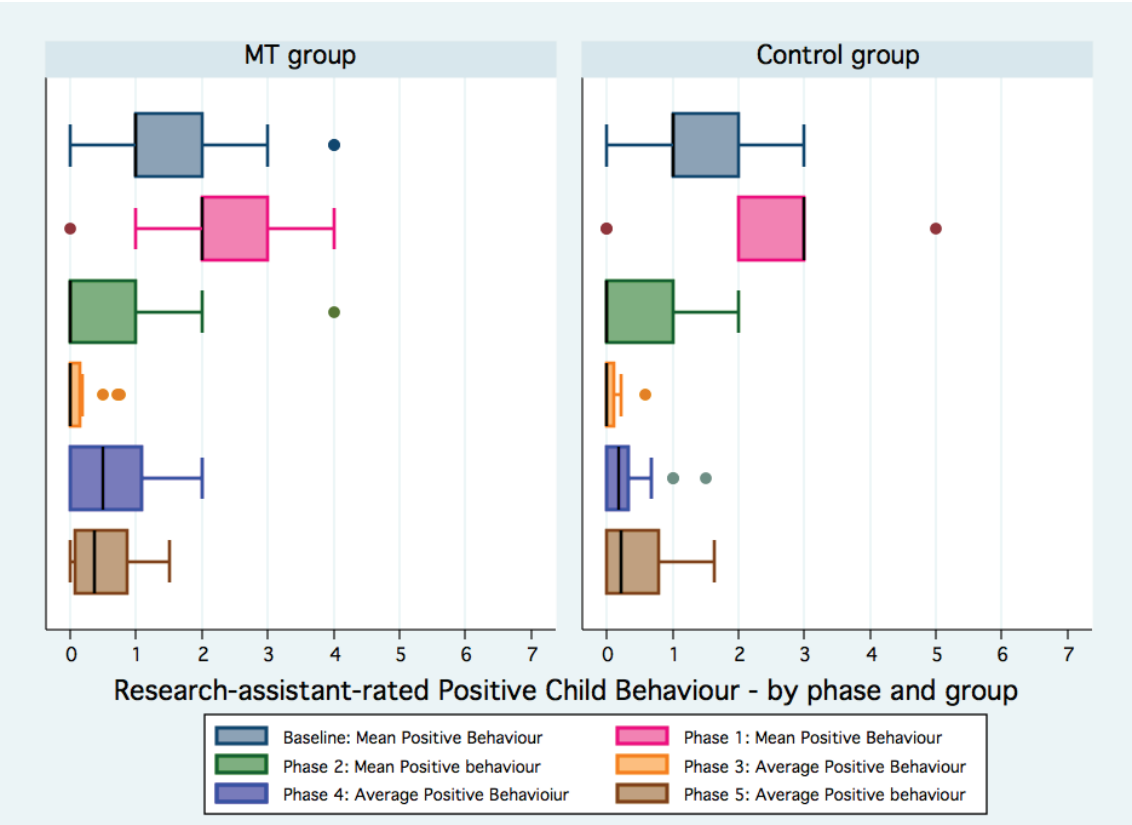 MT group
Control group
0 1 2 3 4 5 6 7
0 1 2 3 4 5 6 7
Research-assistant-rated Positive Child Behaviour - by phase and group
Baseline: Mean Positive Behaviour
Phase 1: Mean Positive Behaviour
Phase 2: Mean Positive behaviour
Phase 3: Average Positive Behaviour
Phase 4: Average Positive Behavioiur
Phase 5: Average Positive behaviour